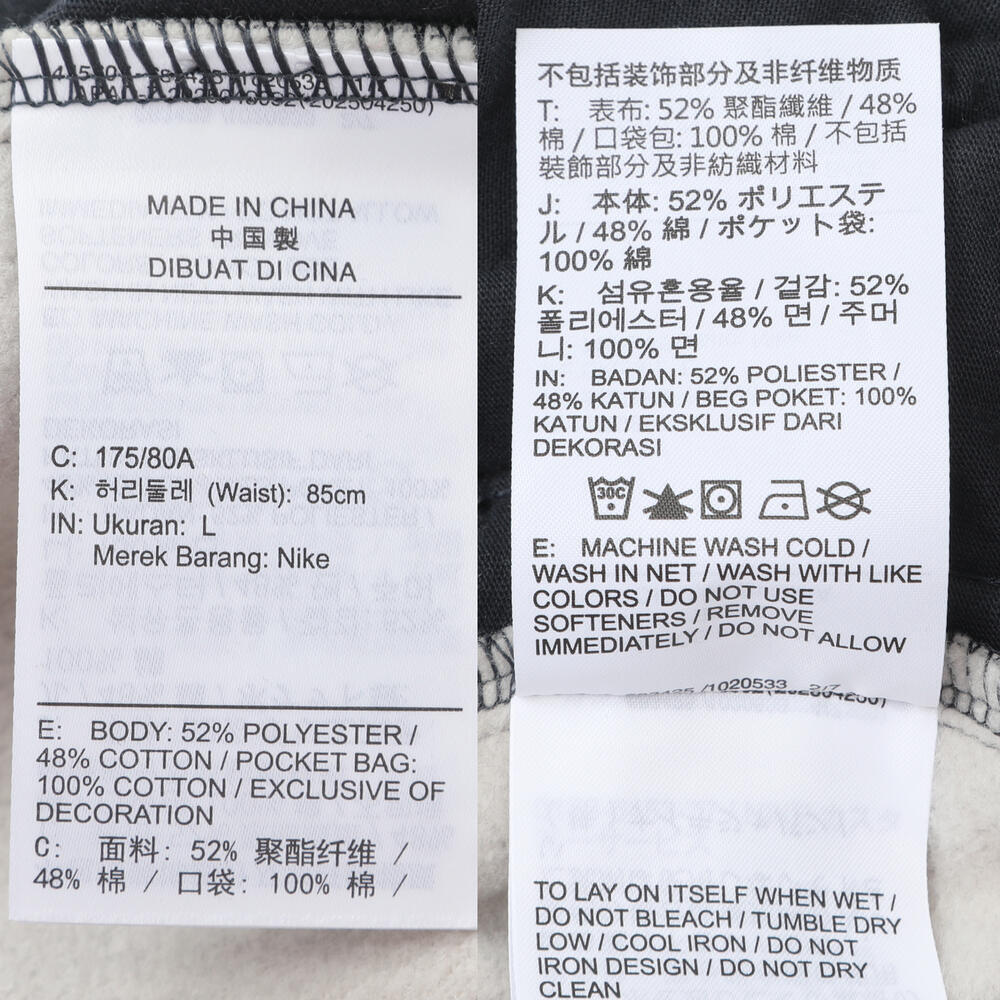 (202504250)
MADE IN CHINA
中国製
DIBUAT DI CINA
C: 175/80A
K: 허리둘레 (Waist): 85cm
IN: Ukuran: L
Merek Barang: Nike
E: BODY: 52% POLYESTER /
48% COTTON / POCKET BAG:
100% COTTON / EXCLUSIVE OF
DECORATION
C: 面料: 52% 聚酯纤维 /
48% 棉 / 口袋: 100% 棉 /
不包括装饰部分及非纤维物质
T: 表布: 52% 聚酯纖維 / 48%
棉 / 口袋包: 100% 棉 / 不包括
裝飾部分及非紡織材料
J: 本体: 52% ポリエステ
ル / 48% 綿 / ポケット袋:
100% 綿
K: 섬유혼용율 / 겉감: 52%
폴리에스터 / 48% 면 / 주머
니: 100% 면
IN: BADAN: 52% POLIESTER /
48% KATUN / BEG POKET: 100%
KATUN / EKSKLUSIF DARI
DEKORASI
30C
E: MACHINE WASH COLD /
WASH IN NET / WASH WITH LIKE
COLORS / DO NOT USE
SOFTENERS / REMOVE
IMMEDIATELY / DO NOT ALLOW
/1020533 2/7
TO LAY ON ITSELF WHEN WET /
DO NOT BLEACH / TUMBLE DRY
LOW / COOL IRON / DO NOT
IRON DESIGN / DO NOT DRY
CLEAN